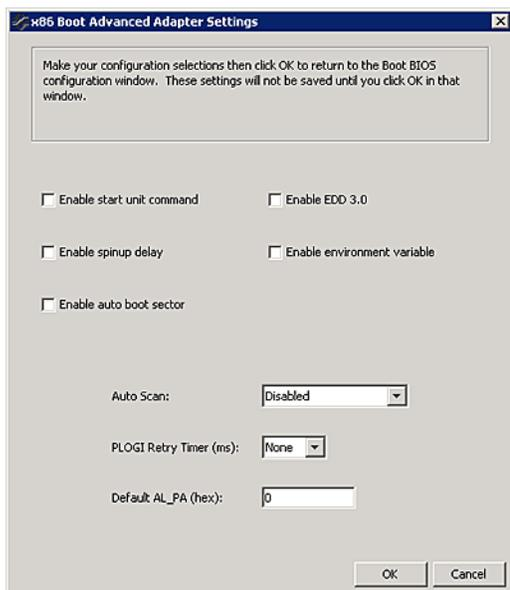 x86 Boot Advanced Adapter Settings
Make your configuration selections then click OK to return to the Boot BIOS
configuration window. These settings will not be saved until you click OK in that
window.
Enable start unit command
Enable EDD 3.0
Enable spinup delay
Enable environment variable
Enable auto boot sector
Auto Scan:
Disabled
PLOGI Retry Timer (ms):
None
Default AL_PA (hex):
0
OK
Cancel